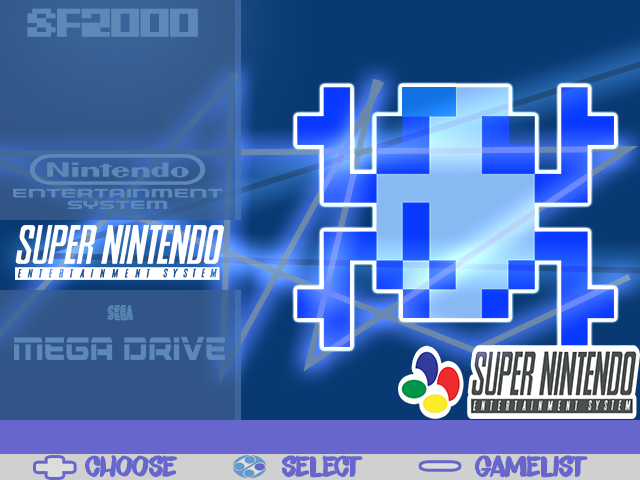 SF2000
Nintendo
ENTERTAINMENT
SYSTEM
SUPER NINTENDO
ENTERTAINMENT SYSTEM
SEGA
MEGA DRIVE
SUPER NINTENDO
ENTERTAINMENT SYSTEM
CHOOSE
SELECT
GAMELIST